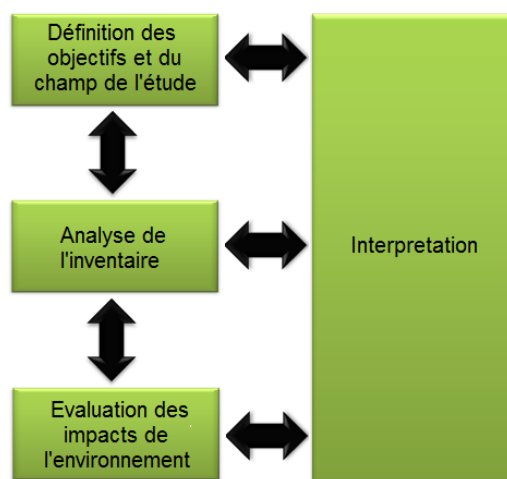 Définition des
objectifs et du
champ de l'étude
Analyse de
l'inventaire
Interpretation
Evaluation des
impacts de
l'environnement